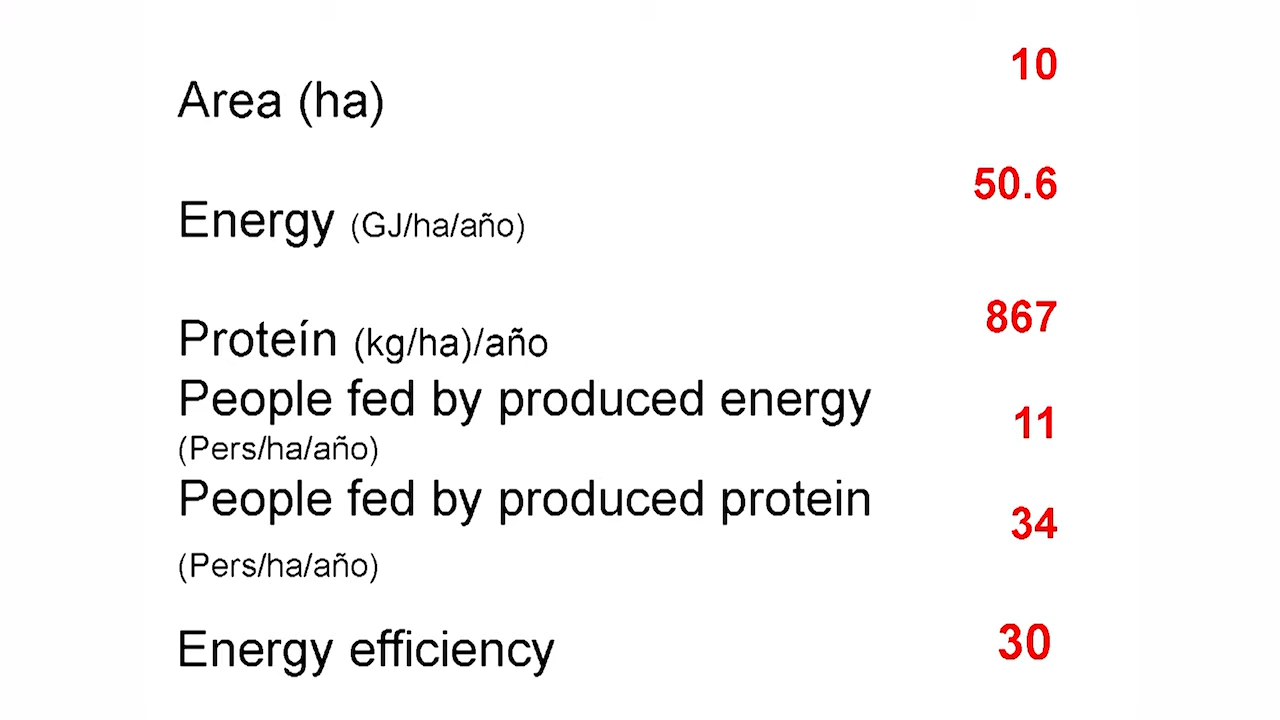 Area (ha) 10
Energy (GJ/ha/año) 50.6
Proteín (kg/ha)/año 867
People fed by produced energy
(Pers/ha/año) 11
People fed by produced protein
(Pers/ha/año) 34
Energy efficiency 30